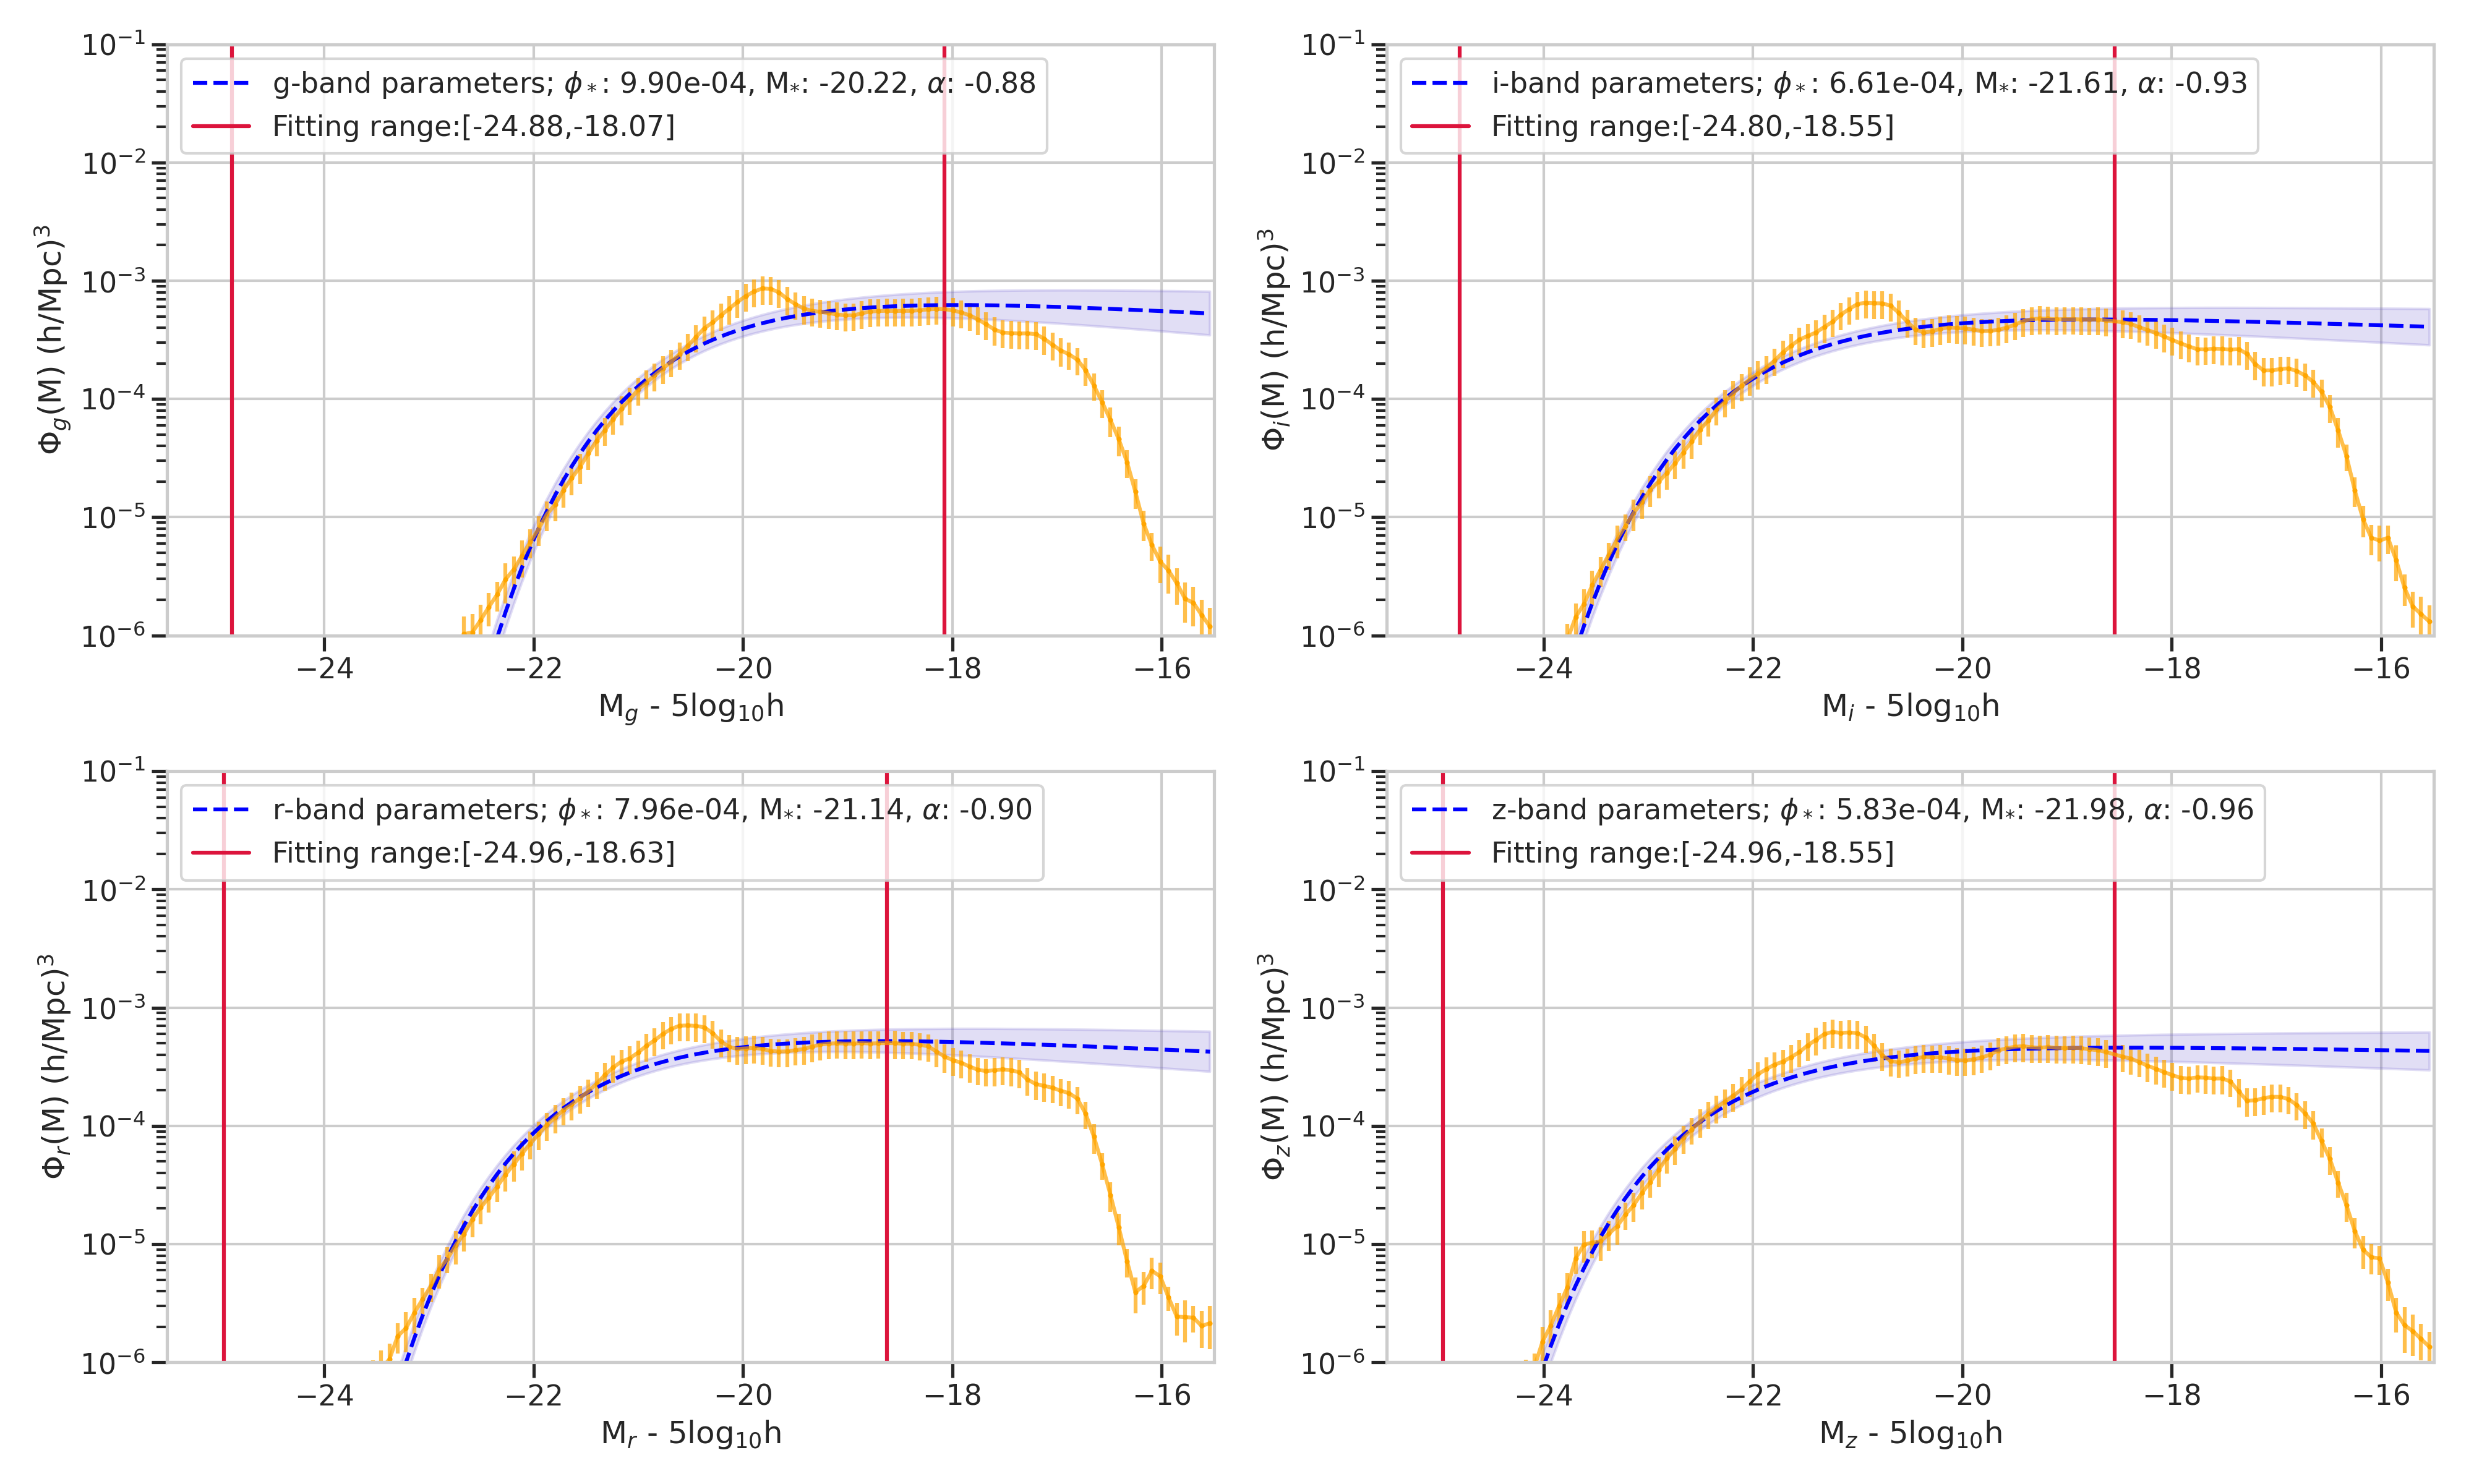 g-band parameters; ϕ*: 9.90e-04, M*: -20.22, α: -0.88
Fitting range:[-24.88,-18.07]
10⁻¹
10⁻²
10⁻³
10⁻⁴
10⁻⁵
10⁻⁶
Φg(M) (h/Mpc)³
−24 −22 −20 −18 −16
Mg - 5log₁₀h
i-band parameters; ϕ*: 6.61e-04, M*: -21.61, α: -0.93
Fitting range:[-24.80,-18.55]
10⁻¹
10⁻²
10⁻³
10⁻⁴
10⁻⁵
10⁻⁶
Φi(M) (h/Mpc)³
−24 −22 −20 −18 −16
Mi - 5log₁₀h
r-band parameters; ϕ*: 7.96e-04, M*: -21.14, α: -0.90
Fitting range:[-24.96,-18.63]
10⁻¹
10⁻²
10⁻³
10⁻⁴
10⁻⁵
10⁻⁶
Φr(M) (h/Mpc)³
−24 −22 −20 −18 −16
Mr - 5log₁₀h
z-band parameters; ϕ*: 5.83e-04, M*: -21.98, α: -0.96
Fitting range:[-24.96,-18.55]
10⁻¹
10⁻²
10⁻³
10⁻⁴
10⁻⁵
10⁻⁶
Φz(M) (h/Mpc)³
−24 −22 −20 −18 −16
Mz - 5log₁₀h